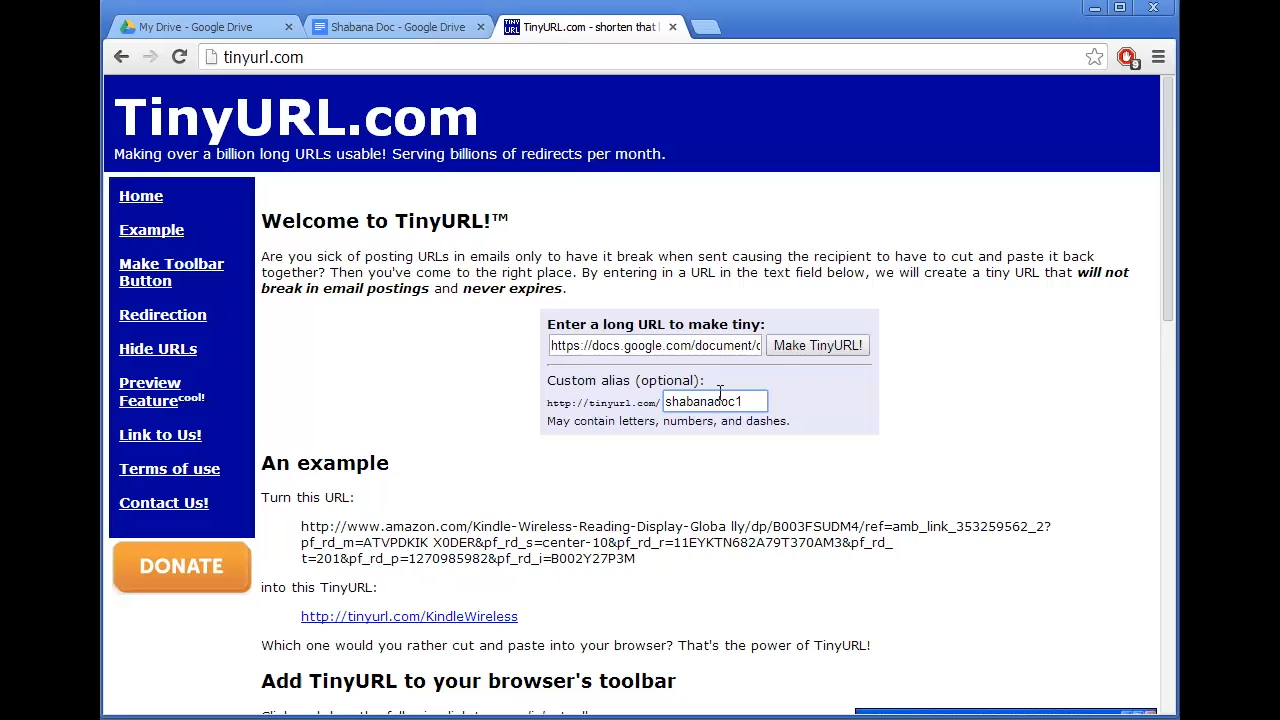 My Drive - Google Drive
Shabana Doc - Google Drive
TinyURL.com - shorten that
tinyurl.com
9
TinyURL.com
Making over a billion long URLs usable! Serving billions of redirects per month.
Home
Example
Make Toolbar
Button
Redirection
Hide URLs
Preview
Feature cool!
Link to Us!
Terms of use
Contact Us!
DONATE
Welcome to TinyURL!™
Are you sick of posting URLs in emails only to have it break when sent causing the recipient to have to cut and paste it back
together? Then you've come to the right place. By entering in a URL in the text field below, we will create a tiny URL that will not
break in email postings and never expires.
Enter a long URL to make tiny:
https://docs.google.com/document/d Make TinyURL!
Custom alias (optional):
http://tinyurl.com/ shabanadoc1
May contain letters, numbers, and dashes.
An example
Turn this URL:
http://www.amazon.com/Kindle-Wireless-Reading-Display-Globa lly/dp/B003FSUDM4/ref=amb_link_353259562_2?
pf_rd_m=ATVPDKIK X0DER&pf_rd_s=center-10&pf_rd_r=11EYKTN682A79T370AM3&pf_rd_
t=201&pf_rd_p=1270985982&pf_rd_i=B002Y27P3M
into this TinyURL:
http://tinyurl.com/KindleWireless
Which one would you rather cut and paste into your browser? That's the power of TinyURL!
Add TinyURL to your browser's toolbar